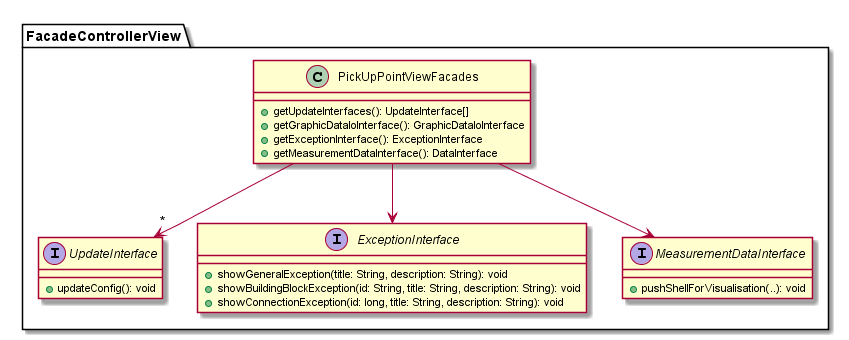 FacadeControllerView
C PickUpPointViewFacades
getUpdateInterfaces(): UpdateInterface[]
getGraphicDataIoInterface(): GraphicDataIoInterface
getExceptionInterface(): ExceptionInterface
getMeasurementDataInterface(): DataInterface
*
I UpdateInterface
updateConfig(): void
I ExceptionInterface
showGeneralException(title: String, description: String): void
showBuildingBlockException(id: String, title: String, description: String): void
showConnectionException(id: long, title: String, description: String): void
I MeasurementDataInterface
pushShellForVisualisation(..): void